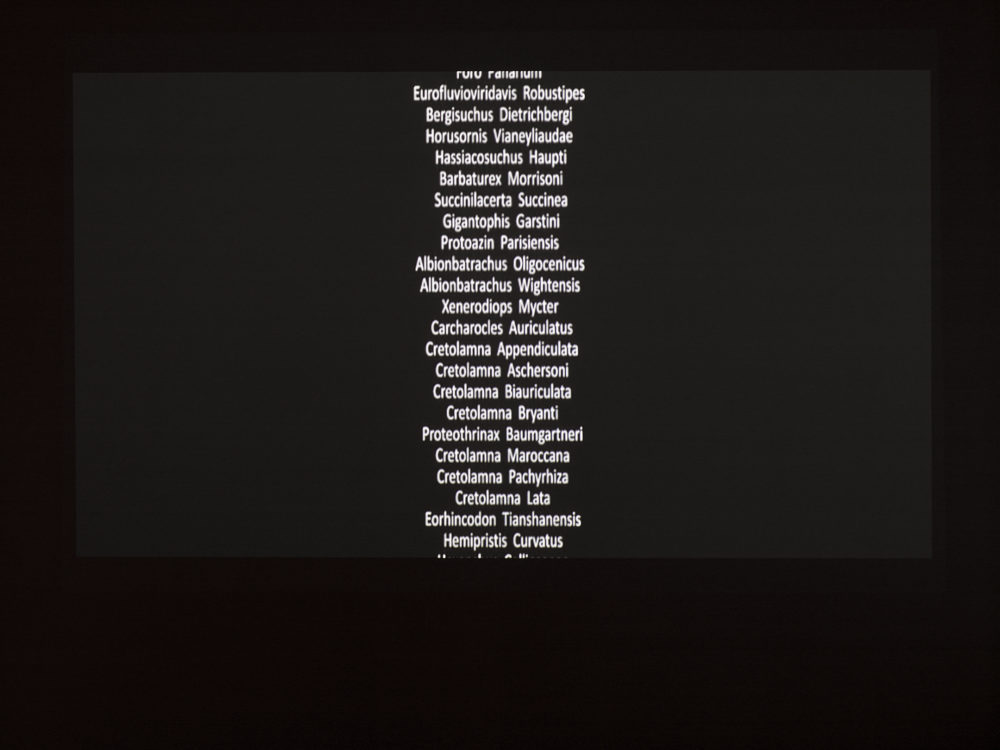 Foro Panarium
Eurofluvioviridavis Robustipes
Bergisuchus Dietrichbergi
Horusornis Vianeyliaudae
Hassiacosuchus Haupti
Barbaturex Morrisoni
Succinilacerta Succinea
Gigantophis Garstini
Protoazin Parisiensis
Albionbatrachus Oligocenicus
Albionbatrachus Wightensis
Xenerodiops Mycter
Carcharocles Auriculatus
Cretolamna Appendiculata
Cretolamna Aschersoni
Cretolamna Biauriculata
Cretolamna Bryanti
Proteothrinax Baumgartneri
Cretolamna Maroccana
Cretolamna Pachyrhiza
Cretolamna Lata
Eorhincodon Tianshanensis
Hemipristis Curvatus